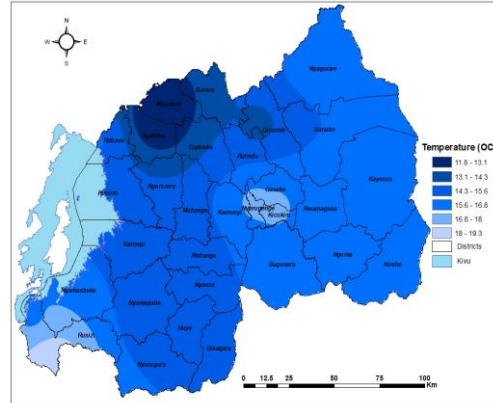 N
W E
S
Nyagatare
Burera
Musanze
Gicumbi
Gatsibo
Rubavu
Nyabihu
Gakenke
Rulindo
Kayonza
Rutsiro
Ngororero
Gasabo
Muhanga
Kamonyi
Nyarugenge
Kicukiro
Rwamagana
Karongi
Ruhango
Bugesera
Ngoma
Kirehe
Nyamasheke
Nyanza
Nyamagabe
Rusizi
Huye
Gisagara
Nyaruguru
Temperature (OC
11.8 - 13.1
13.1 - 14.3
14.3 - 15.6
15.6 - 16.8
16.8 - 18
18 - 19.3
Districts
Kivu
0 12.5 25 50 75 100
Km